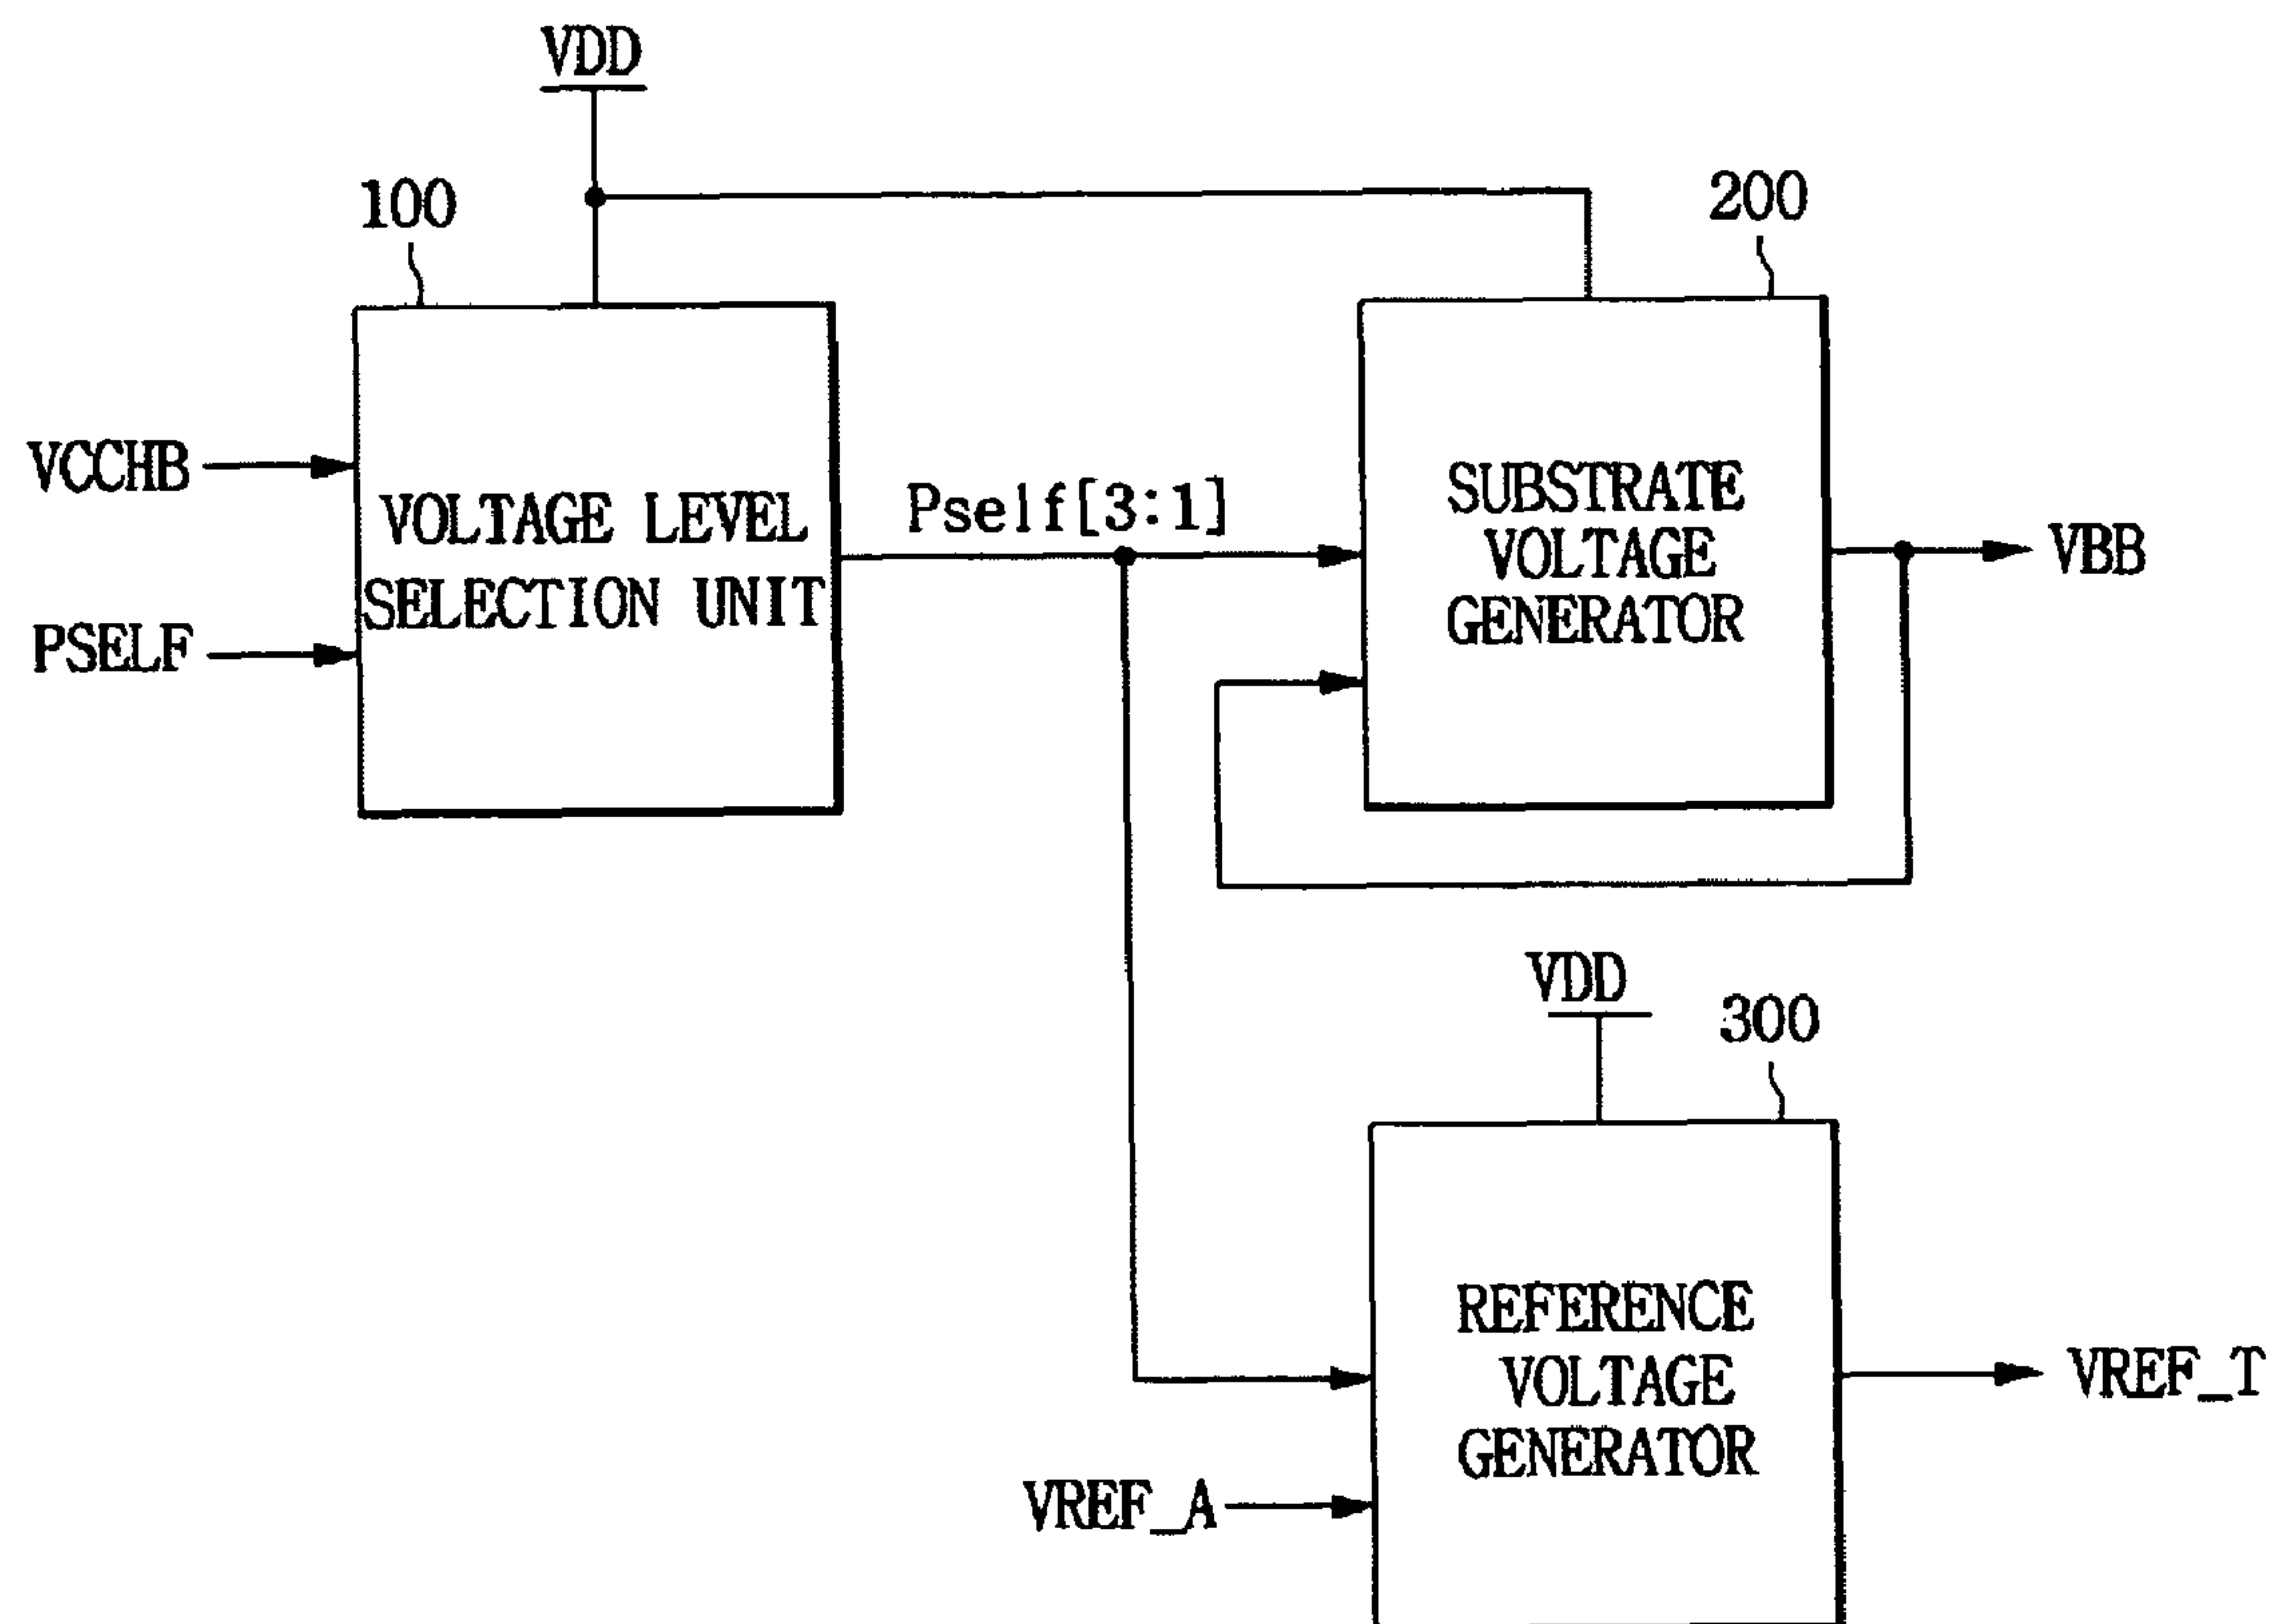 VDD
100
200
VCCHB
VOLTAGE LEVEL
SELECTION UNIT
PSELF
Pself[3:1]
SUBSTRATE
VOLTAGE
GENERATOR
VBB
VDD
300
REFERENCE
VOLTAGE
GENERATOR
VREF_A
VREF_T